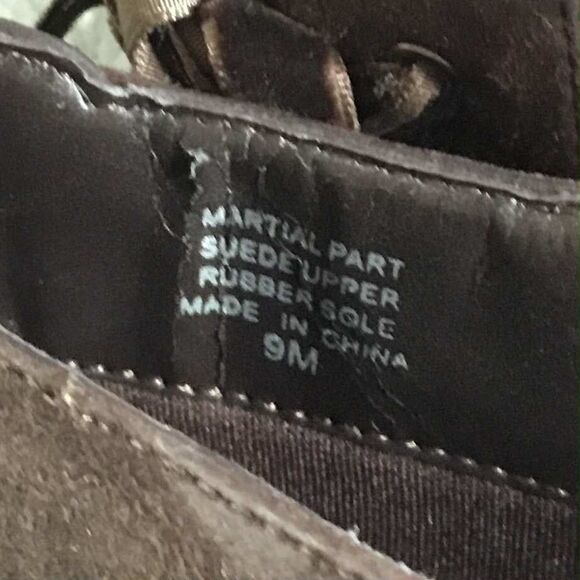 MARTIAL PART
SUEDE UPPER
RUBBER SOLE
MADE IN CHINA
9M